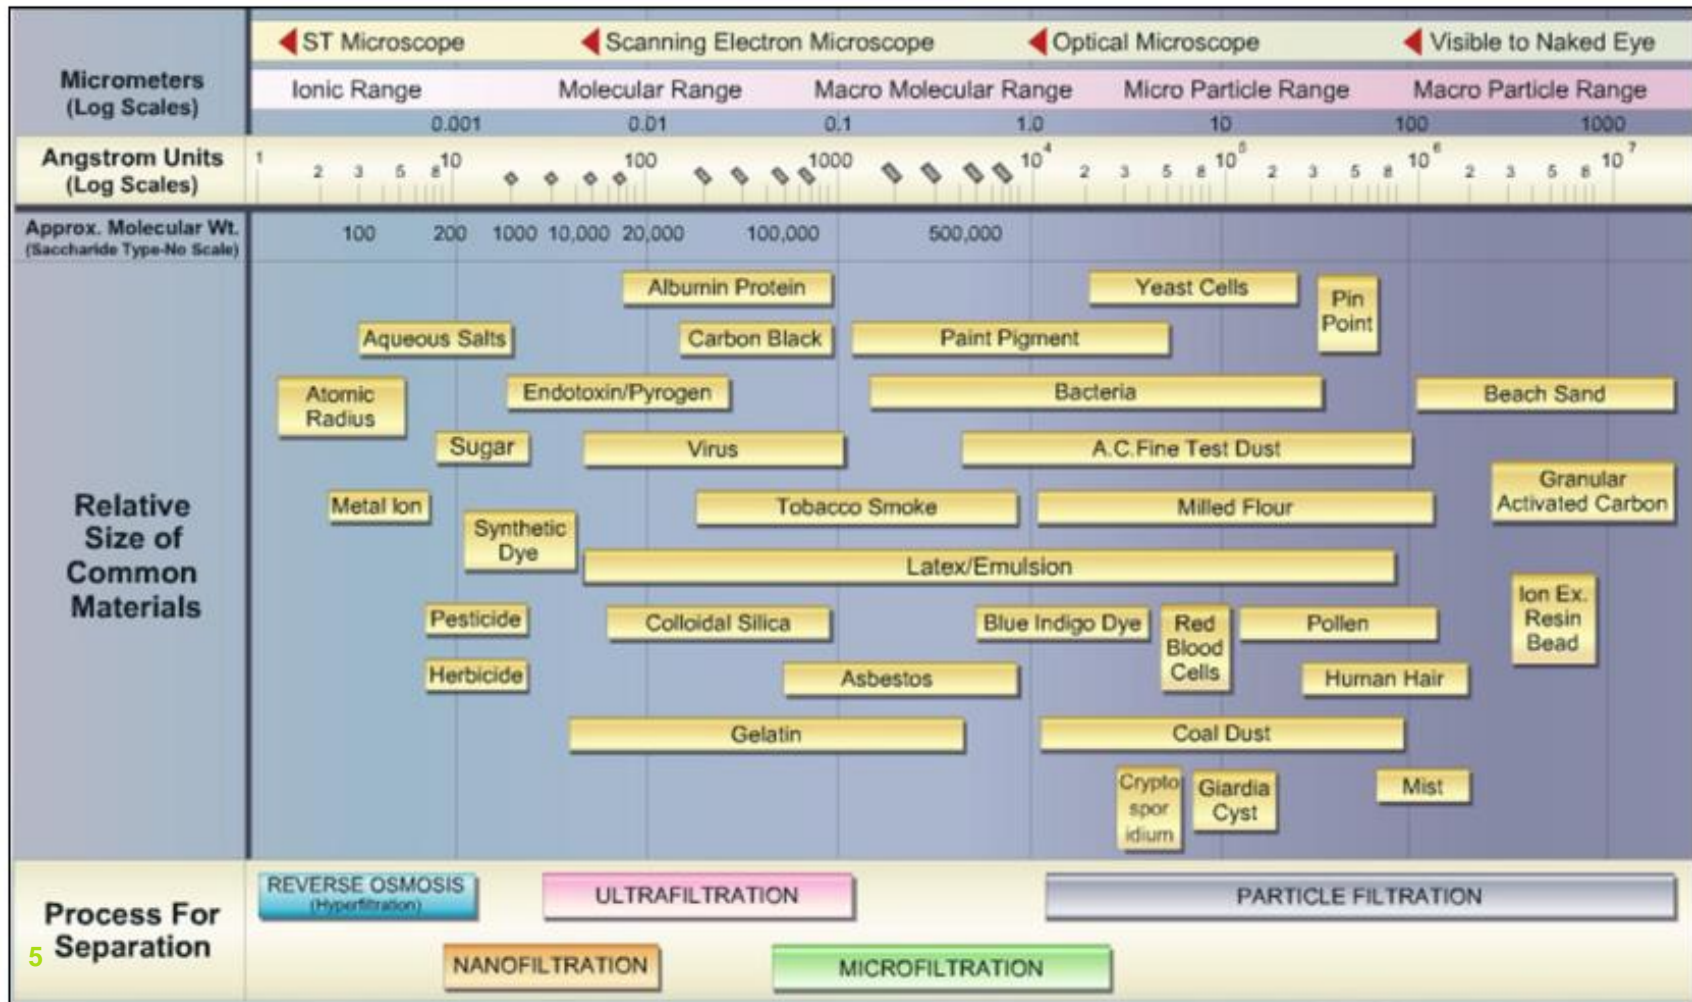 ST Microscope Scanning Electron Microscope Optical Microscope Visible to Naked Eye
Micrometers
(Log Scales)
Ionic Range Molecular Range Macro Molecular Range Micro Particle Range Macro Particle Range
0.001 0.01 0.1 1.0 10 100 1000
Angstrom Units
(Log Scales)
1 10 100 1000 10⁴ 10⁵ 10⁶ 10⁷
2 3 5 8 2 3 5 8 2 3 5 8 2 3 5 8
Approx. Molecular Wt.
(Saccharide Type-No Scale)
100 200 1000 10,000 20,000 100,000 500,000
Relative
Size of
Common
Materials
Albumin Protein
Yeast Cells
Pin
Point
Aqueous Salts
Carbon Black
Paint Pigment
Atomic
Radius
Endotoxin/Pyrogen
Bacteria
Beach Sand
Sugar
Virus
A.C.Fine Test Dust
Granular
Activated Carbon
Metal Ion
Synthetic
Dye
Tobacco Smoke
Milled Flour
Latex/Emulsion
Ion Ex.
Resin
Bead
Pesticide
Colloidal Silica
Blue Indigo Dye
Red
Blood
Cells
Pollen
Herbicide
Asbestos
Human Hair
Gelatin
Coal Dust
Crypto
spor
idium
Giardia
Cyst
Mist
Process For
Separation
5
REVERSE OSMOSIS
(Hyperfiltration)
ULTRAFILTRATION
PARTICLE FILTRATION
NANOFILTRATION
MICROFILTRATION